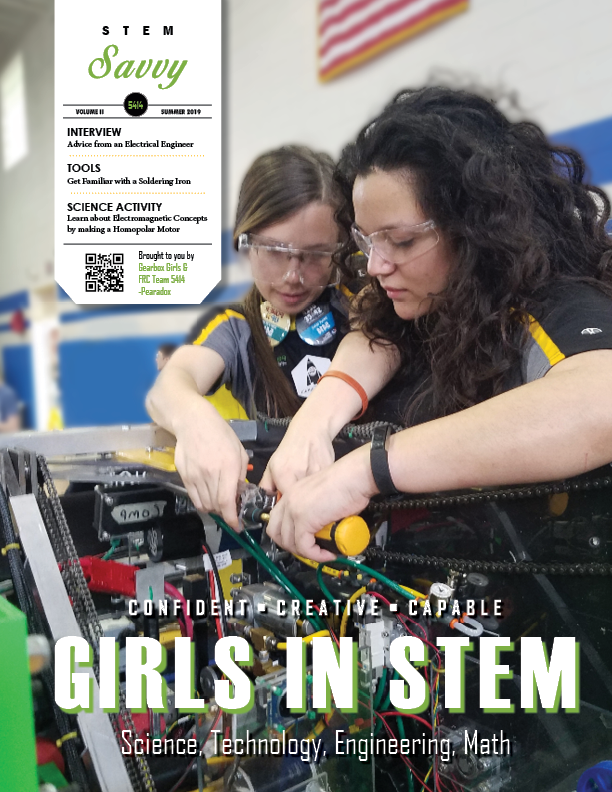 STEM
Savvy
VOLUME II 5414 SUMMER 2019
INTERVIEW
Advice from an Electrical Engineer
TOOLS
Get Familiar with a Soldering Iron
SCIENCE ACTIVITY
Learn about Electromagnetic Concepts
by making a Homopolar Motor
Brought to you by
Gearbox Girls &
FRC Team 5414
-Pearadox
CONFIDENT ▪ CREATIVE ▪ CAPABLE
GIRLS IN STEM
Science, Technology, Engineering, Math